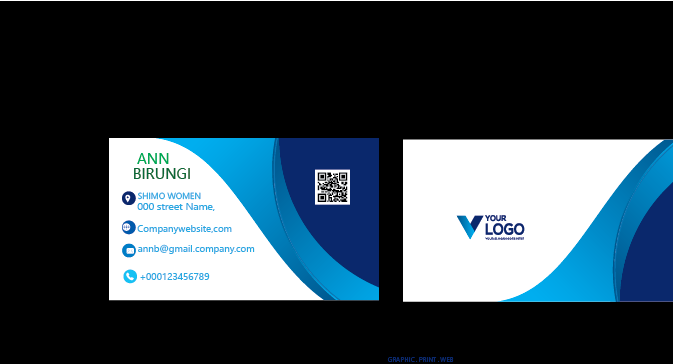 ANN
BIRUNGI
SHIMO WOMEN
000 street Name,
Companywebsite,com
annb@gmail.company.com
+000123456789
YOUR
LOGO
GRAPHIC.PRINT.WEB